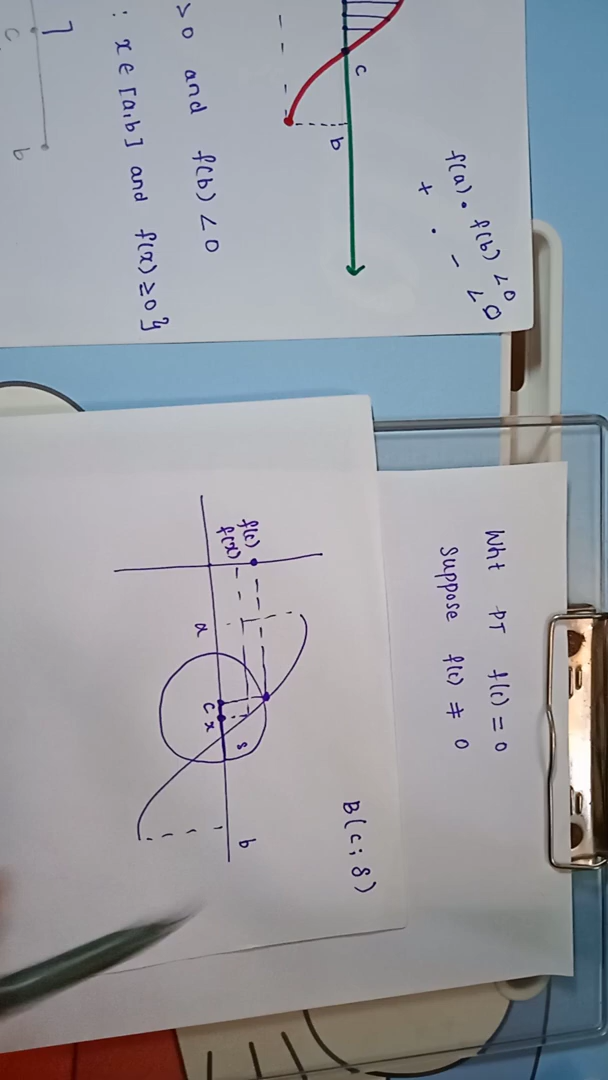 f(a) · f(b) < 0
+ · - < 0
c
b
> 0 and f(b) < 0
: x ∈ [a,b] and f(x) ≥ 0}
]
c
b
Wht PT f(c) = 0
Suppose f(c) ≠ 0
B(c; δ)
f(c)
f(x)
a
c x
δ
b